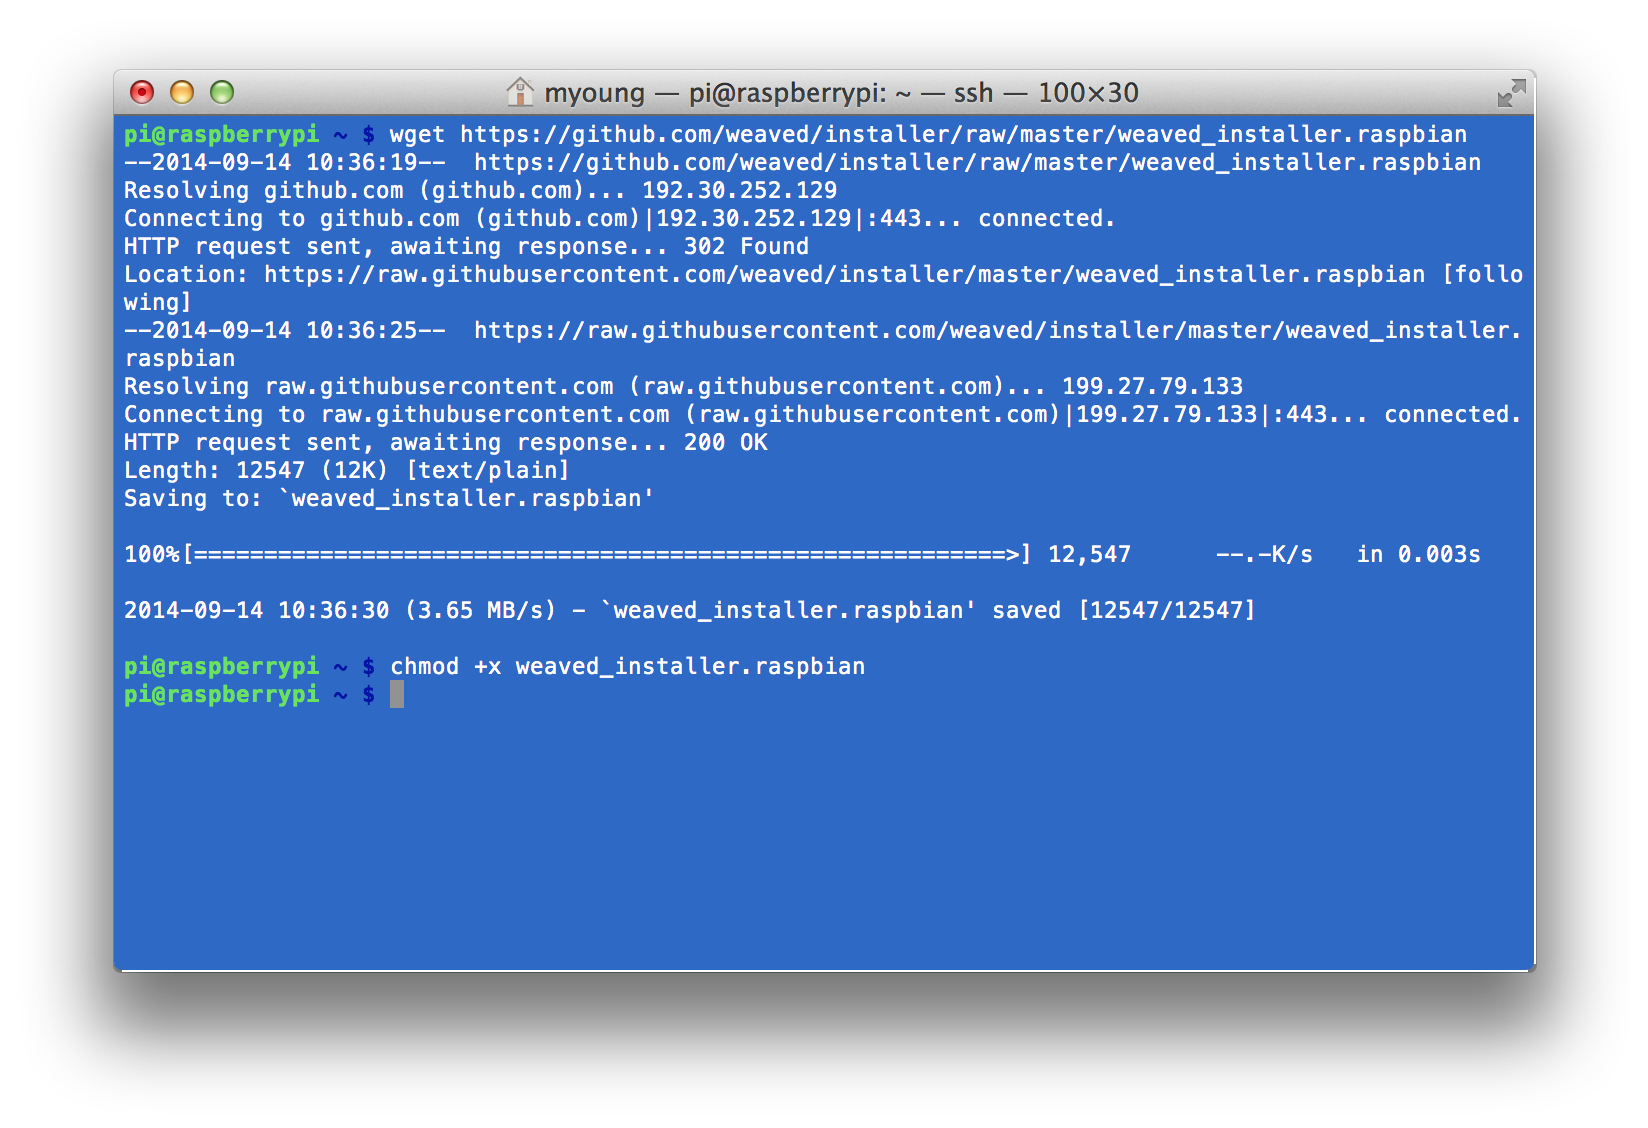 myoung — pi@raspberrypi: ~ — ssh — 100×30
pi@raspberrypi ~ $ wget https://github.com/weaved/installer/raw/master/weaved_installer.raspbian
--2014-09-14 10:36:19--  https://github.com/weaved/installer/raw/master/weaved_installer.raspbian
Resolving github.com (github.com)... 192.30.252.129
Connecting to github.com (github.com)|192.30.252.129|:443... connected.
HTTP request sent, awaiting response... 302 Found
Location: https://raw.githubusercontent.com/weaved/installer/master/weaved_installer.raspbian [follo
wing]
--2014-09-14 10:36:25--  https://raw.githubusercontent.com/weaved/installer/master/weaved_installer.
raspbian
Resolving raw.githubusercontent.com (raw.githubusercontent.com)... 199.27.79.133
Connecting to raw.githubusercontent.com (raw.githubusercontent.com)|199.27.79.133|:443... connected.
HTTP request sent, awaiting response... 200 OK
Length: 12547 (12K) [text/plain]
Saving to: `weaved_installer.raspbian'
100%[==========================================================>] 12,547      --.-K/s   in 0.003s
2014-09-14 10:36:30 (3.65 MB/s) - `weaved_installer.raspbian' saved [12547/12547]
pi@raspberrypi ~ $ chmod +x weaved_installer.raspbian
pi@raspberrypi ~ $